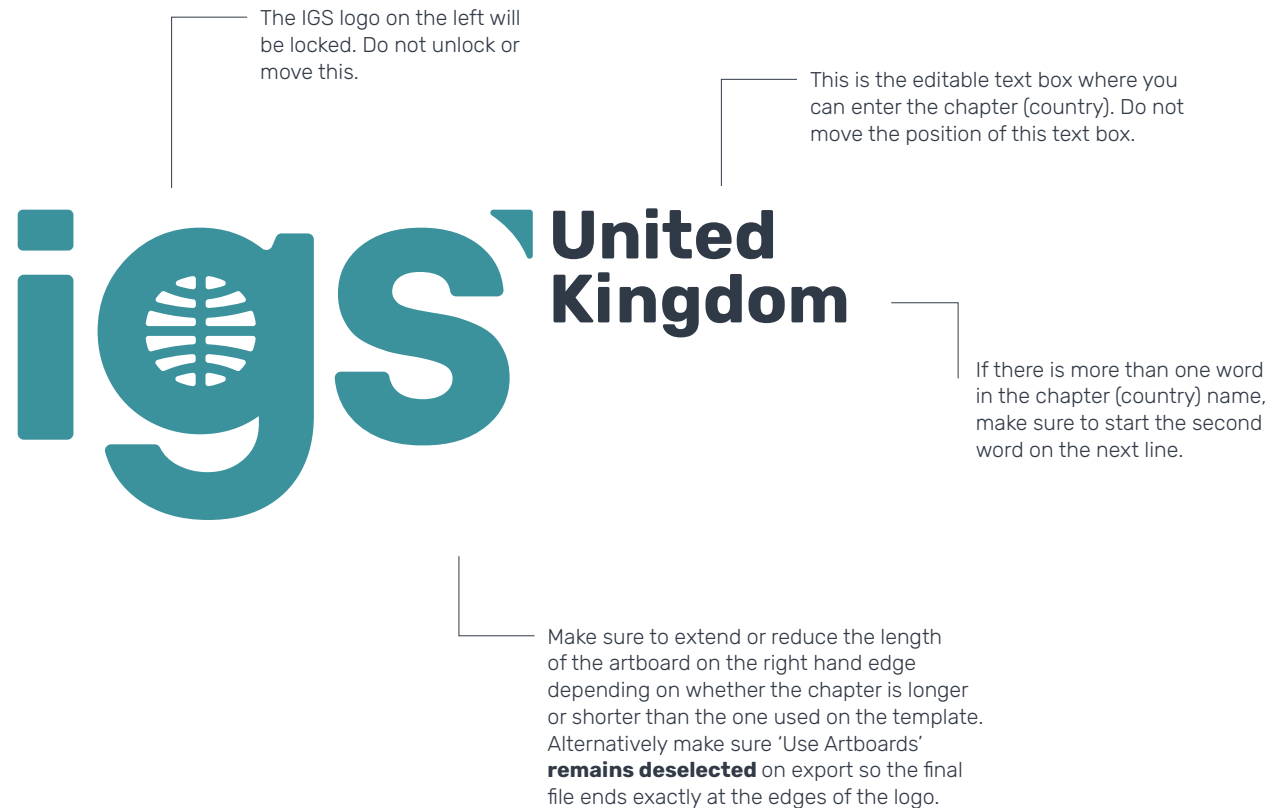 The IGS logo on the left will
be locked. Do not unlock or
move this.
This is the editable text box where you
can enter the chapter (country). Do not
move the position of this text box.
igs
United
Kingdom
If there is more than one word
in the chapter (country) name,
make sure to start the second
word on the next line.
Make sure to extend or reduce the length
of the artboard on the right hand edge
depending on whether the chapter is longer
or shorter than the one used on the template.
Alternatively make sure ‘Use Artboards’
remains deselected on export so the final
file ends exactly at the edges of the logo.